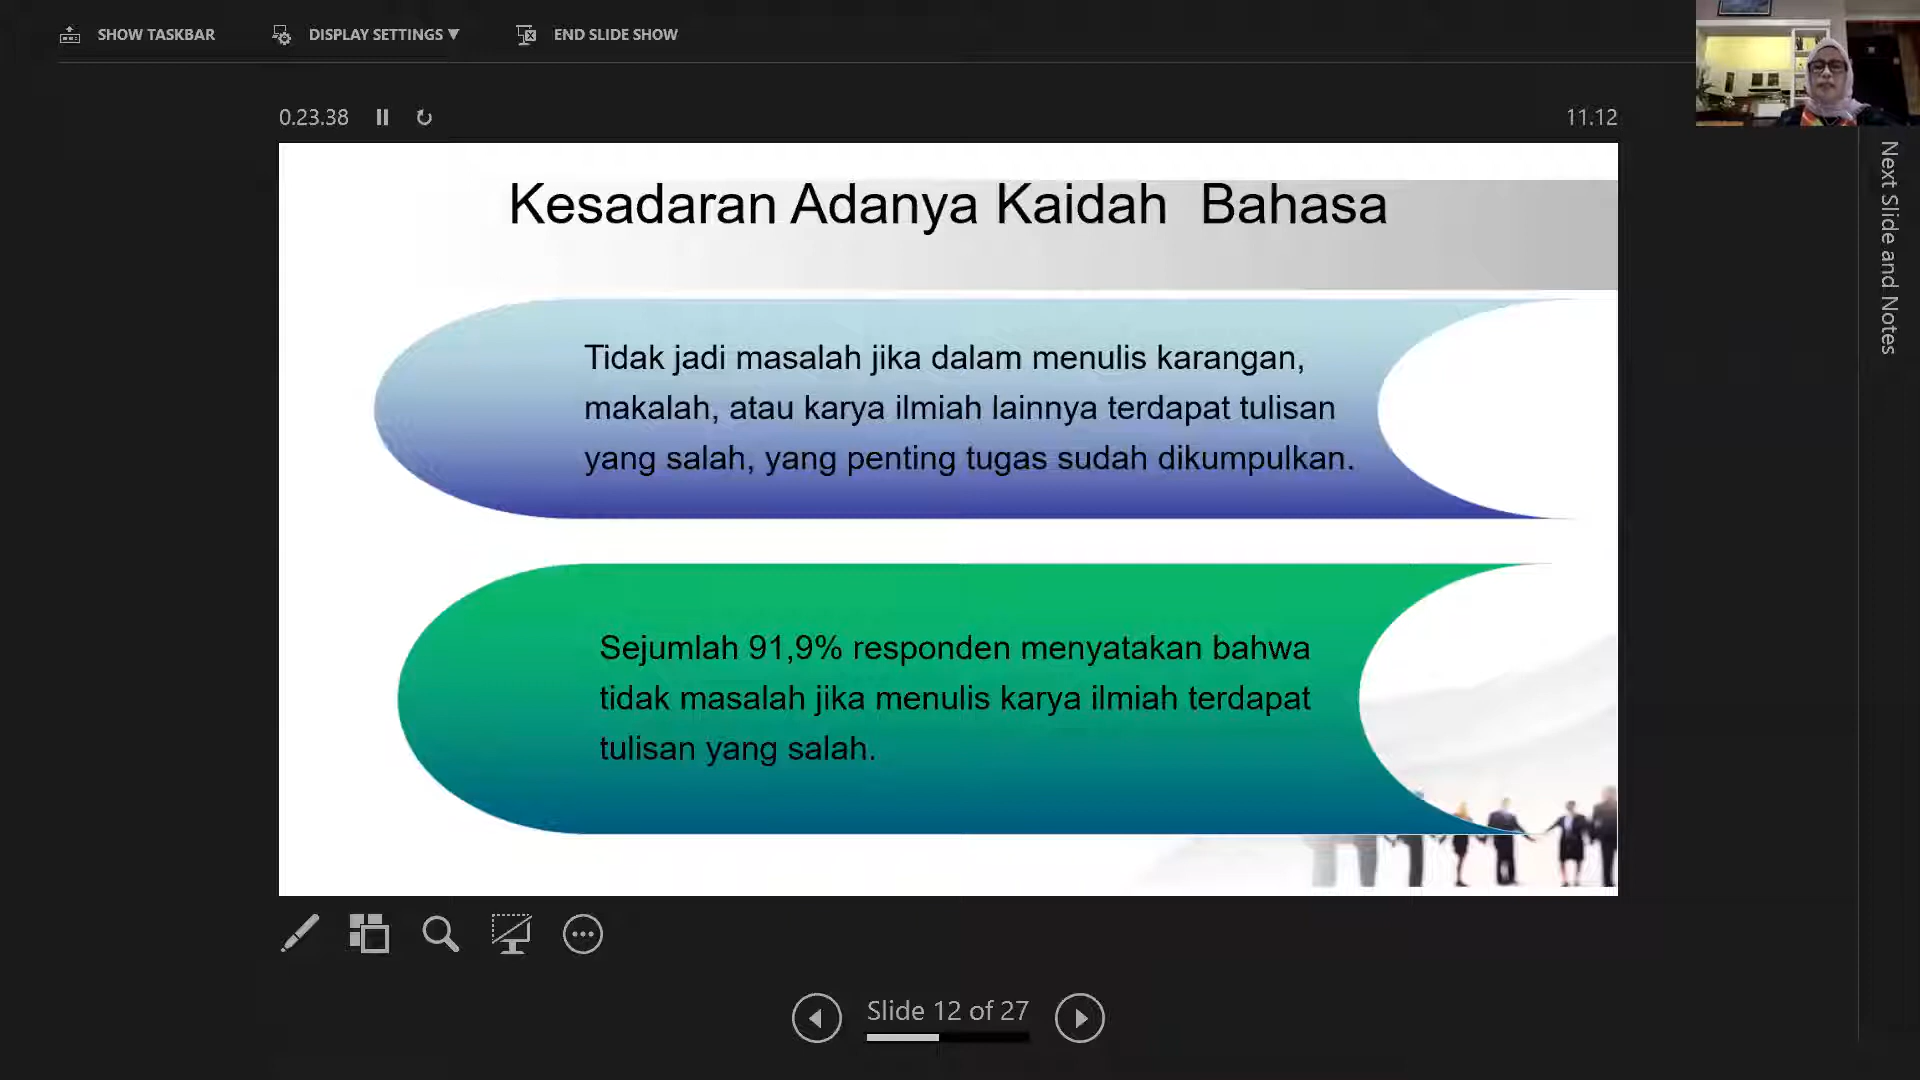 SHOW TASKBAR
DISPLAY SETTINGS ▼
END SLIDE SHOW
0.23.38
11.12
Kesadaran Adanya Kaidah Bahasa
Tidak jadi masalah jika dalam menulis karangan,
makalah, atau karya ilmiah lainnya terdapat tulisan
yang salah, yang penting tugas sudah dikumpulkan.
Sejumlah 91,9% responden menyatakan bahwa
tidak masalah jika menulis karya ilmiah terdapat
tulisan yang salah.
Slide 12 of 27
Next Slide and Notes